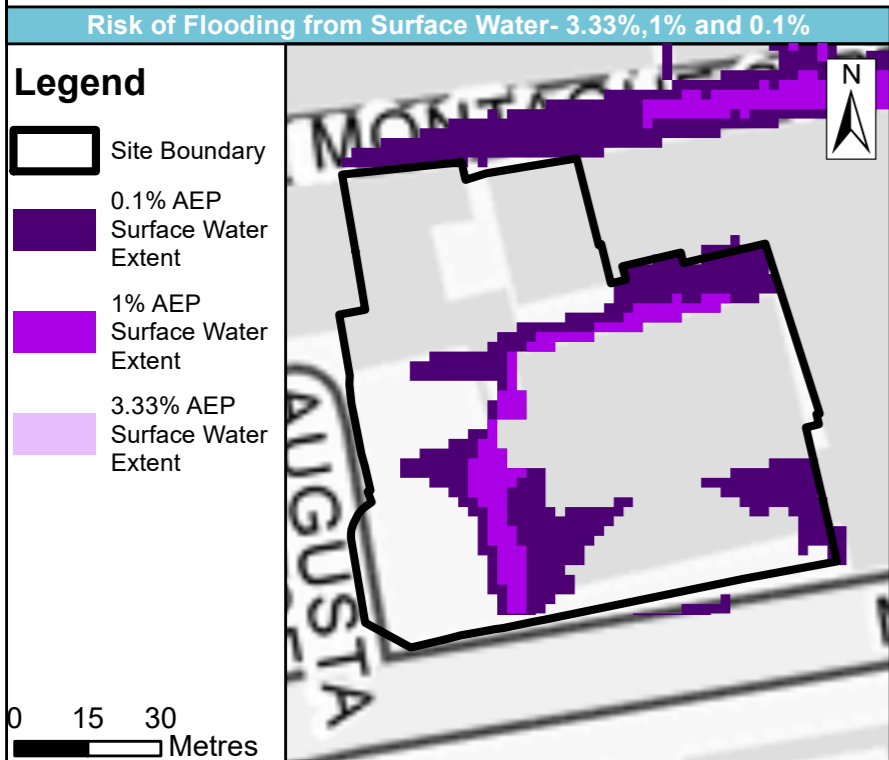 Risk of Flooding from Surface Water- 3.33%,1% and 0.1%
Legend
Site Boundary
0.1% AEP
Surface Water
Extent
1% AEP
Surface Water
Extent
3.33% AEP
Surface Water
Extent
0 15 30
Metres
N
AUGUSTA